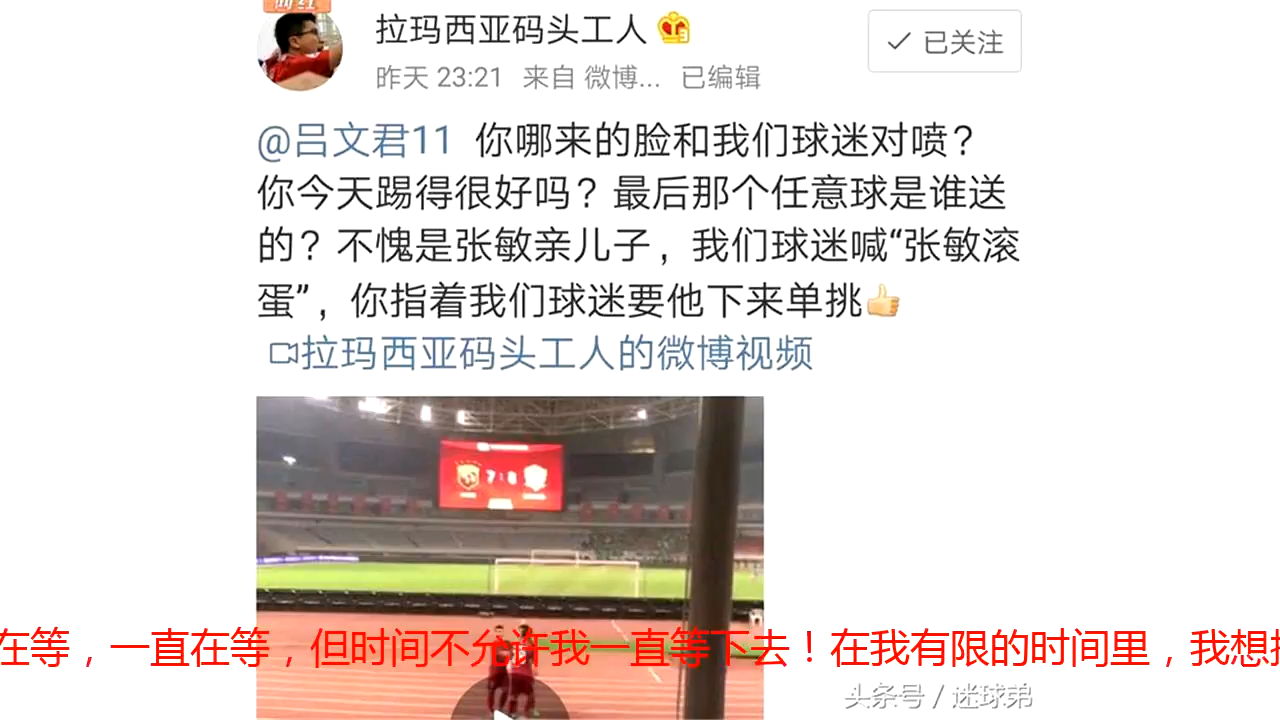 网红
拉玛西亚码头工人
已关注
昨天 23:21 来自 微博... 已编辑
@吕文君11 你哪来的脸和我们球迷对喷？
你今天踢得很好吗？最后那个任意球是谁送
的？不愧是张敏亲儿子，我们球迷喊“张敏滚
蛋”，你指着我们球迷要他下来单挑
拉玛西亚码头工人的微博视频
在等，一直在等，但时间不允许我一直等下去！在我有限的时间里，我想
头条号 / 迷球弟